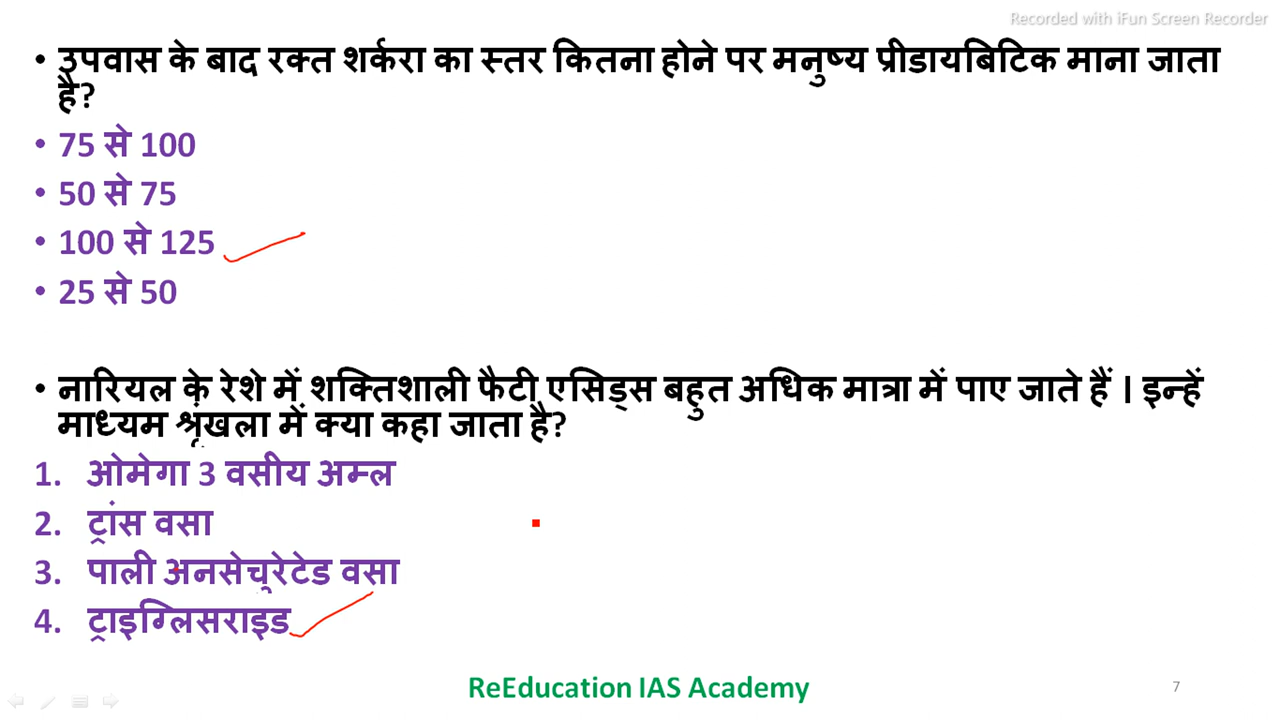 Recorded with iFun Screen Recorder
• उपवास के बाद रक्त शर्करा का स्तर कितना होने पर मनुष्य प्रीडायबिटिक माना जाता
है?
• 75 से 100
• 50 से 75
• 100 से 125
• 25 से 50
• नारियल के रेशे में शक्तिशाली फैटी एसिड्स बहुत अधिक मात्रा में पाए जाते हैं । इन्हें
माध्यम श्रृंखला में क्या कहा जाता है?
1. ओमेगा 3 वसीय अम्ल
2. ट्रांस वसा
3. पाली अनसेचुरेटेड वसा
4. ट्राइग्लिसराइड
ReEducation IAS Academy
7